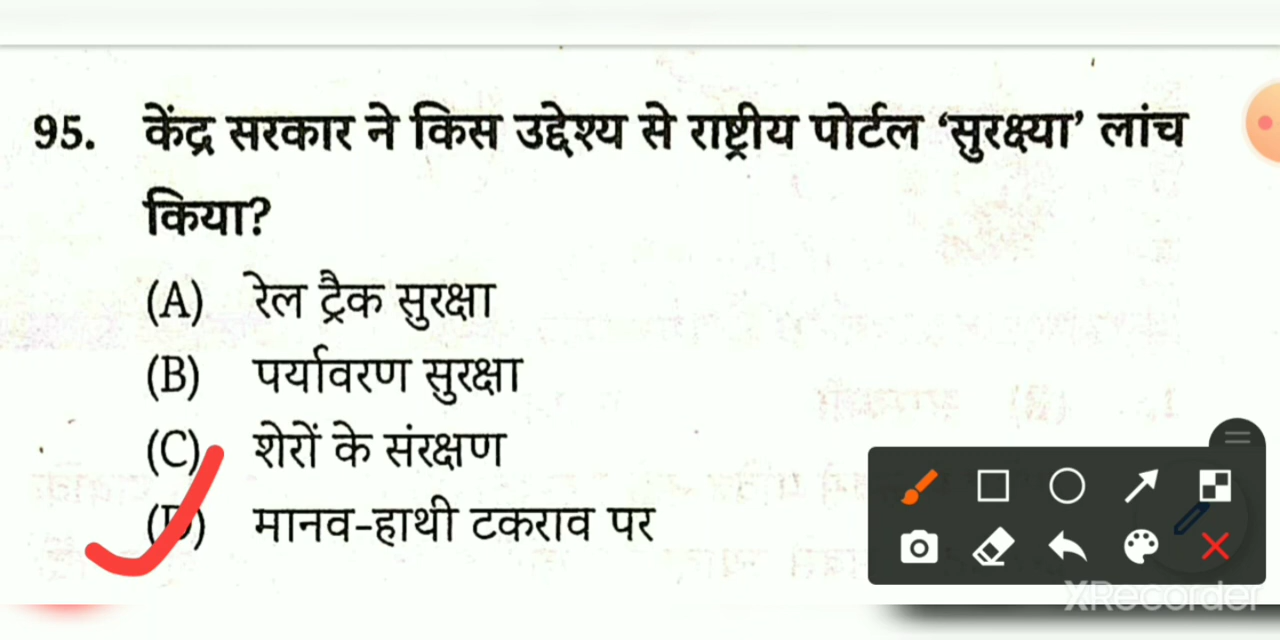 95. केंद्र सरकार ने किस उद्देश्य से राष्ट्रीय पोर्टल ‘सुरक्ष्या’ लांच
किया?
(A) रेल ट्रैक सुरक्षा
(B) पर्यावरण सुरक्षा
(C) शेरों के संरक्षण
(D) मानव-हाथी टकराव पर
XRecorder